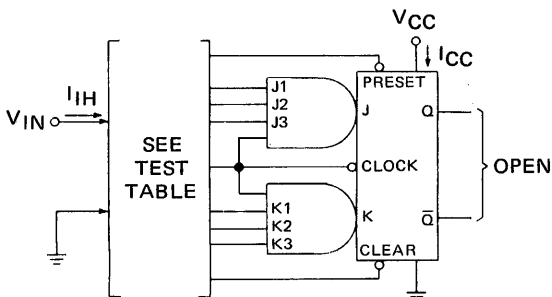 VCC
ICC
PRESET
J1
J2
J3
J
Q
IIH
VIN
SEE
TEST
TABLE
CLOCK
OPEN
K1
K2
K3
K
Q̅
CLEAR